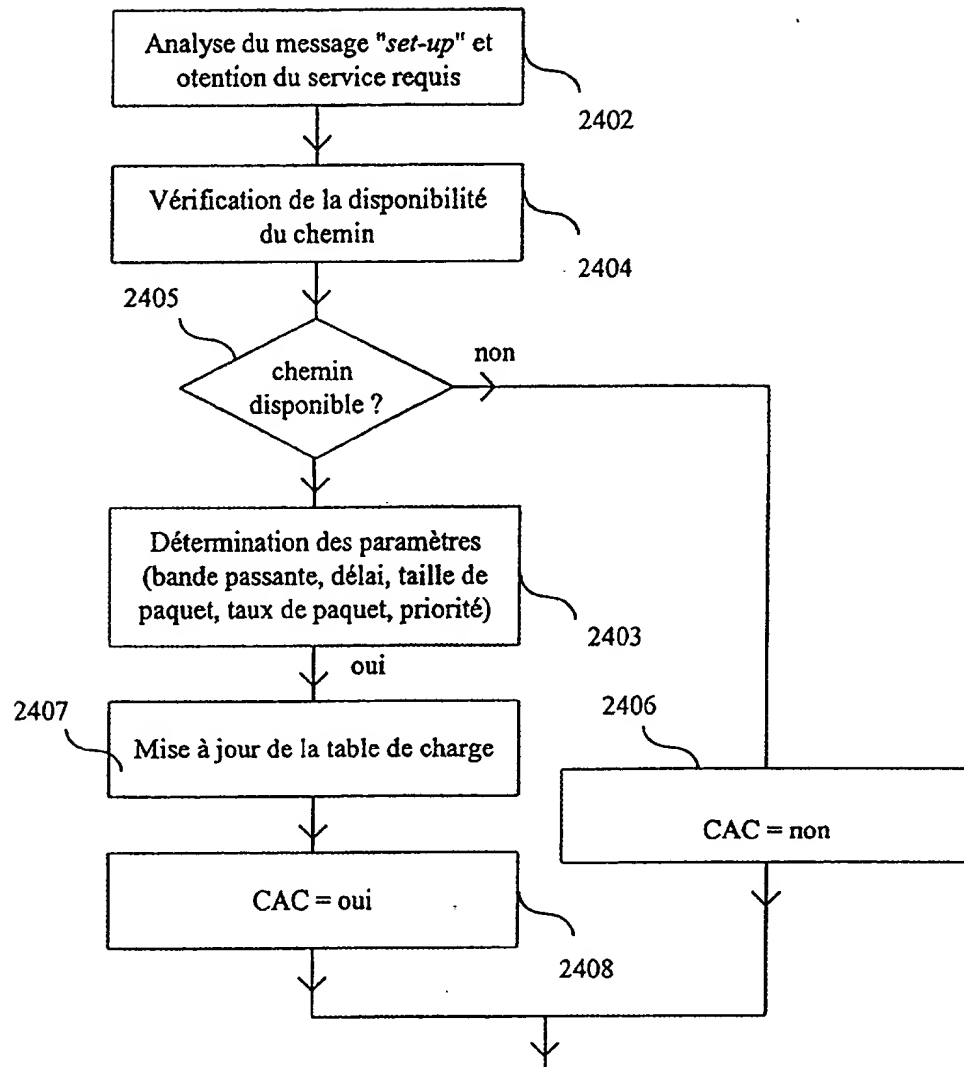 Analyse du message "set-up" et
otention du service requis
2402
Vérification de la disponibilité
du chemin
2404
2405
chemin
disponible ?
non
Détermination des paramètres
(bande passante, délai, taille de
paquet, taux de paquet, priorité)
2403
oui
2407
Mise à jour de la table de charge
2406
CAC = non
CAC = oui
2408